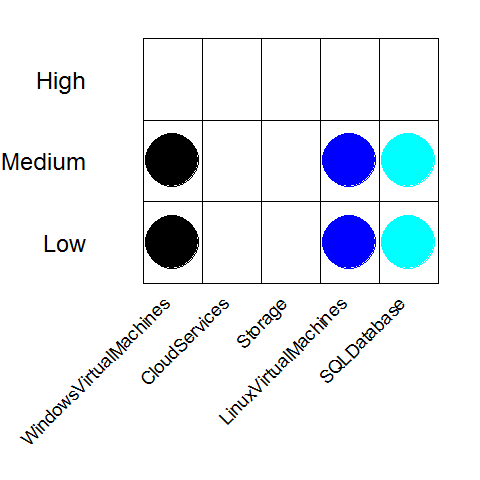 High
Medium
Low
WindowsVirtualMachines
CloudServices
Storage
LinuxVirtualMachines
SQLDatabase